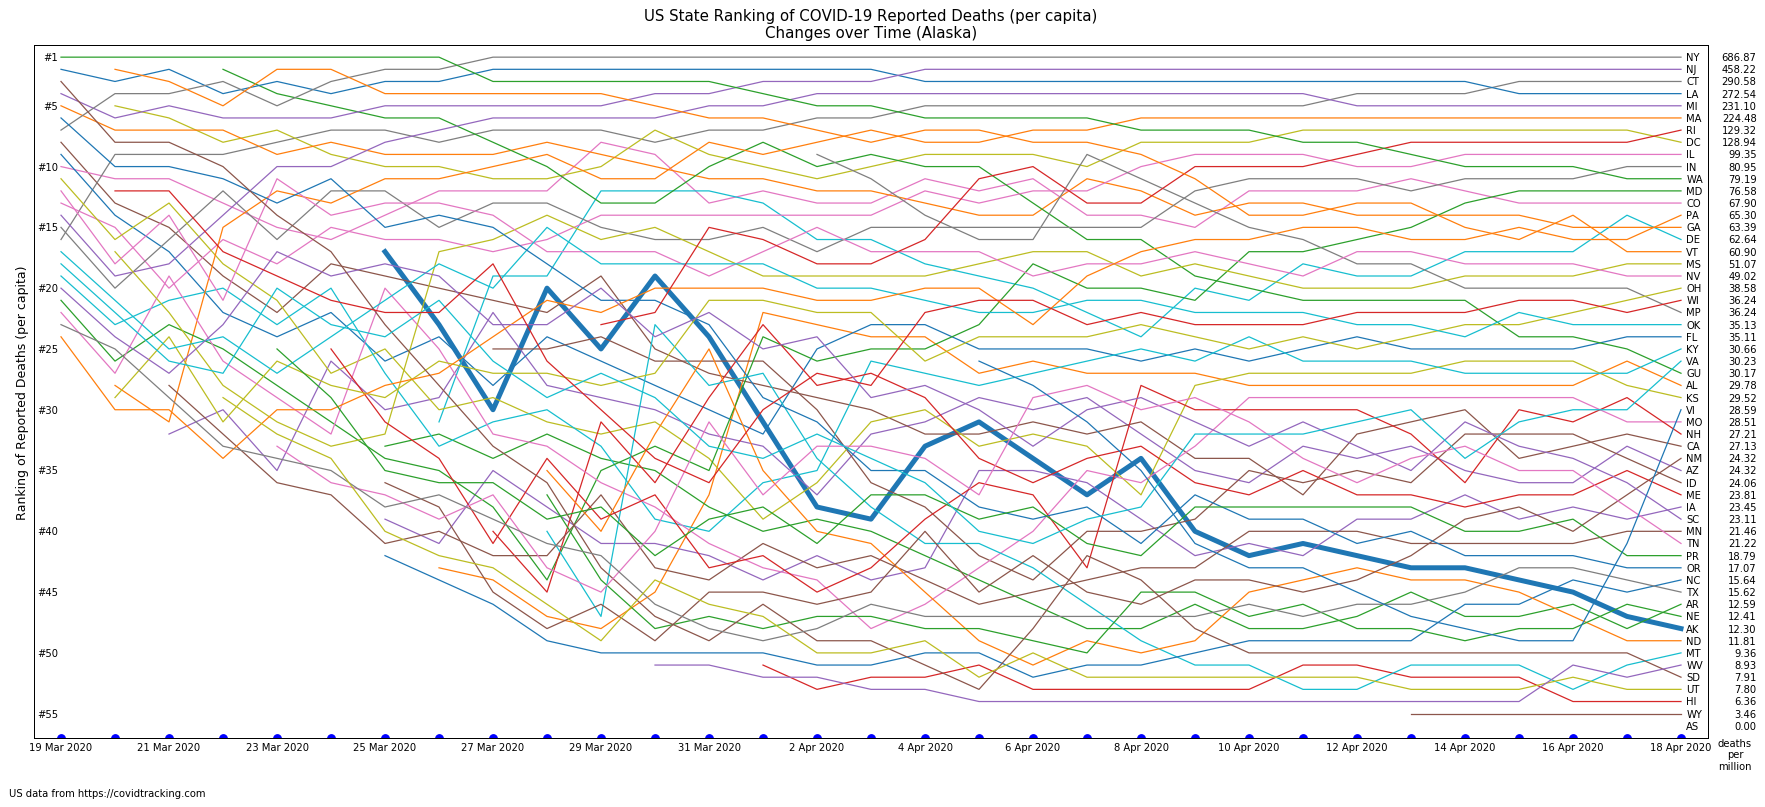 US State Ranking of COVID-19 Reported Deaths (per capita)
Changes over Time (Alaska)
Ranking of Reported Deaths (per capita)
#1
#5
#10
#15
#20
#25
#30
#35
#40
#45
#50
#55
NY 686.87
NJ 458.22
CT 290.58
LA 272.54
MI 231.10
MA 224.48
RI 129.32
DC 128.94
IL 99.35
IN 80.95
WA 79.19
MD 76.58
CO 67.90
PA 65.30
GA 63.39
DE 62.64
VT 60.90
MS 51.07
NV 49.02
OH 38.58
WI 36.24
MP 36.24
OK 35.13
FL 35.11
KY 30.66
VA 30.23
GU 30.17
AL 29.78
KS 29.52
VI 28.59
MO 28.51
NH 27.21
CA 27.13
NM 24.32
AZ 24.32
ID 24.06
ME 23.81
IA 23.45
SC 23.11
MN 21.46
TN 21.22
PR 18.79
OR 17.07
NC 15.64
TX 15.62
AR 12.59
NE 12.41
AK 12.30
ND 11.81
MT 9.36
WV 8.93
SD 7.91
UT 7.80
HI 6.36
WY 3.46
AS 0.00
19 Mar 2020 21 Mar 2020 23 Mar 2020 25 Mar 2020 27 Mar 2020 29 Mar 2020 31 Mar 2020 2 Apr 2020 4 Apr 2020 6 Apr 2020 8 Apr 2020 10 Apr 2020 12 Apr 2020 14 Apr 2020 16 Apr 2020 18 Apr 2020
deaths
per
million
US data from https://covidtracking.com